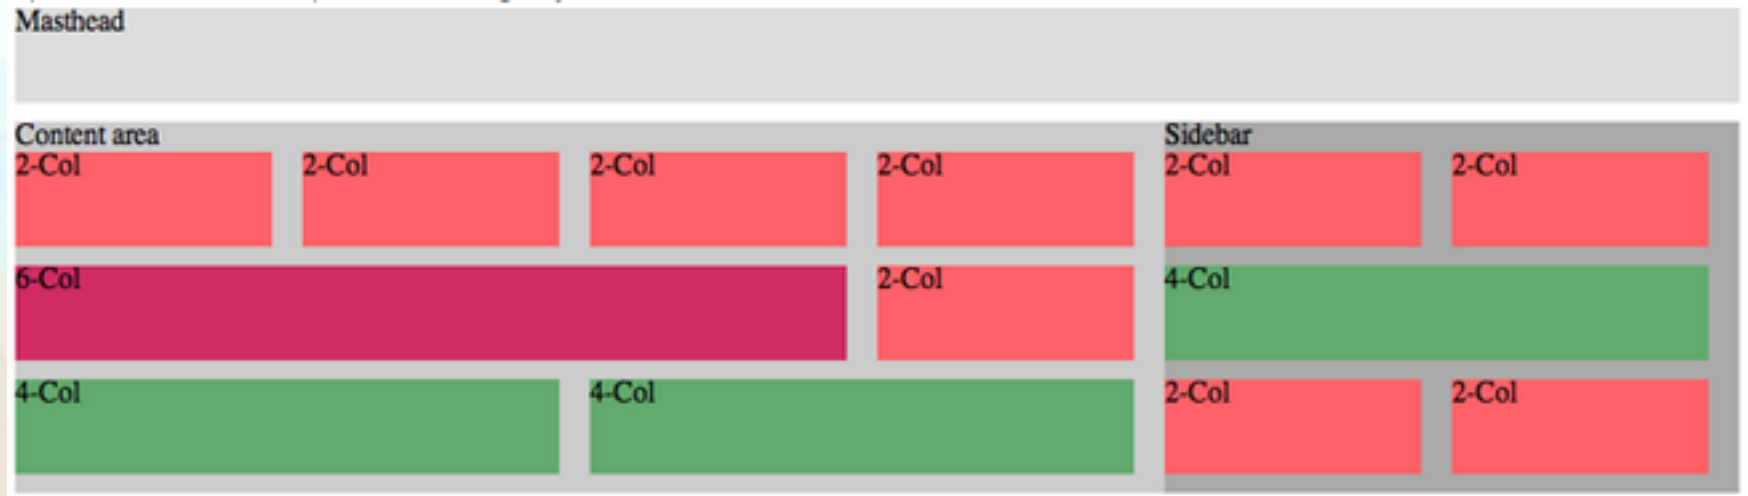 Masthead
Content area
2-Col 2-Col 2-Col 2-Col
6-Col 2-Col
4-Col 4-Col
Sidebar
2-Col 2-Col
4-Col
2-Col 2-Col